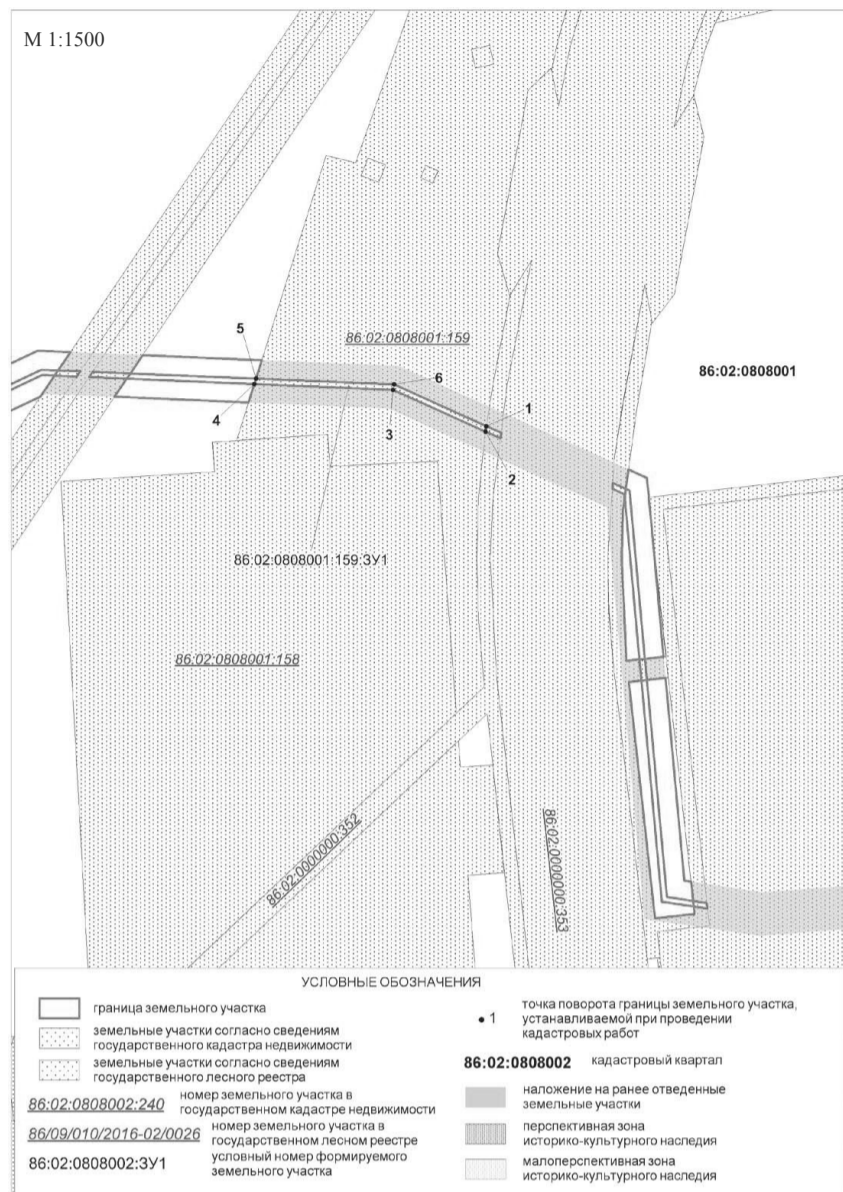 М 1:1500
5
86:02:0808001:159
6
86:02:0808001
4
1
3
2
86:02:0808001:159:ЗУ1
86:02:0808001:158
86:02:0000000:352
86:02:0000000:353
УСЛОВНЫЕ ОБОЗНАЧЕНИЯ
граница земельного участка
земельные участки согласно сведениям
государственного кадастра недвижимости
земельные участки согласно сведениям
государственного лесного реестра
86:02:0808002:240 номер земельного участка в
государственном кадастре недвижимости
86/09/010/2016-02/0026 номер земельного участка в
государственном лесном реестре
86:02:0808002:ЗУ1 условный номер формируемого
земельного участка
1 точка поворота границы земельного участка,
устанавливаемой при проведении
кадастровых работ
86:02:0808002 кадастровый квартал
наложение на ранее отведенные
земельные участки
перспективная зона
историко-культурного наследия
малоперспективная зона
историко-культурного наследия